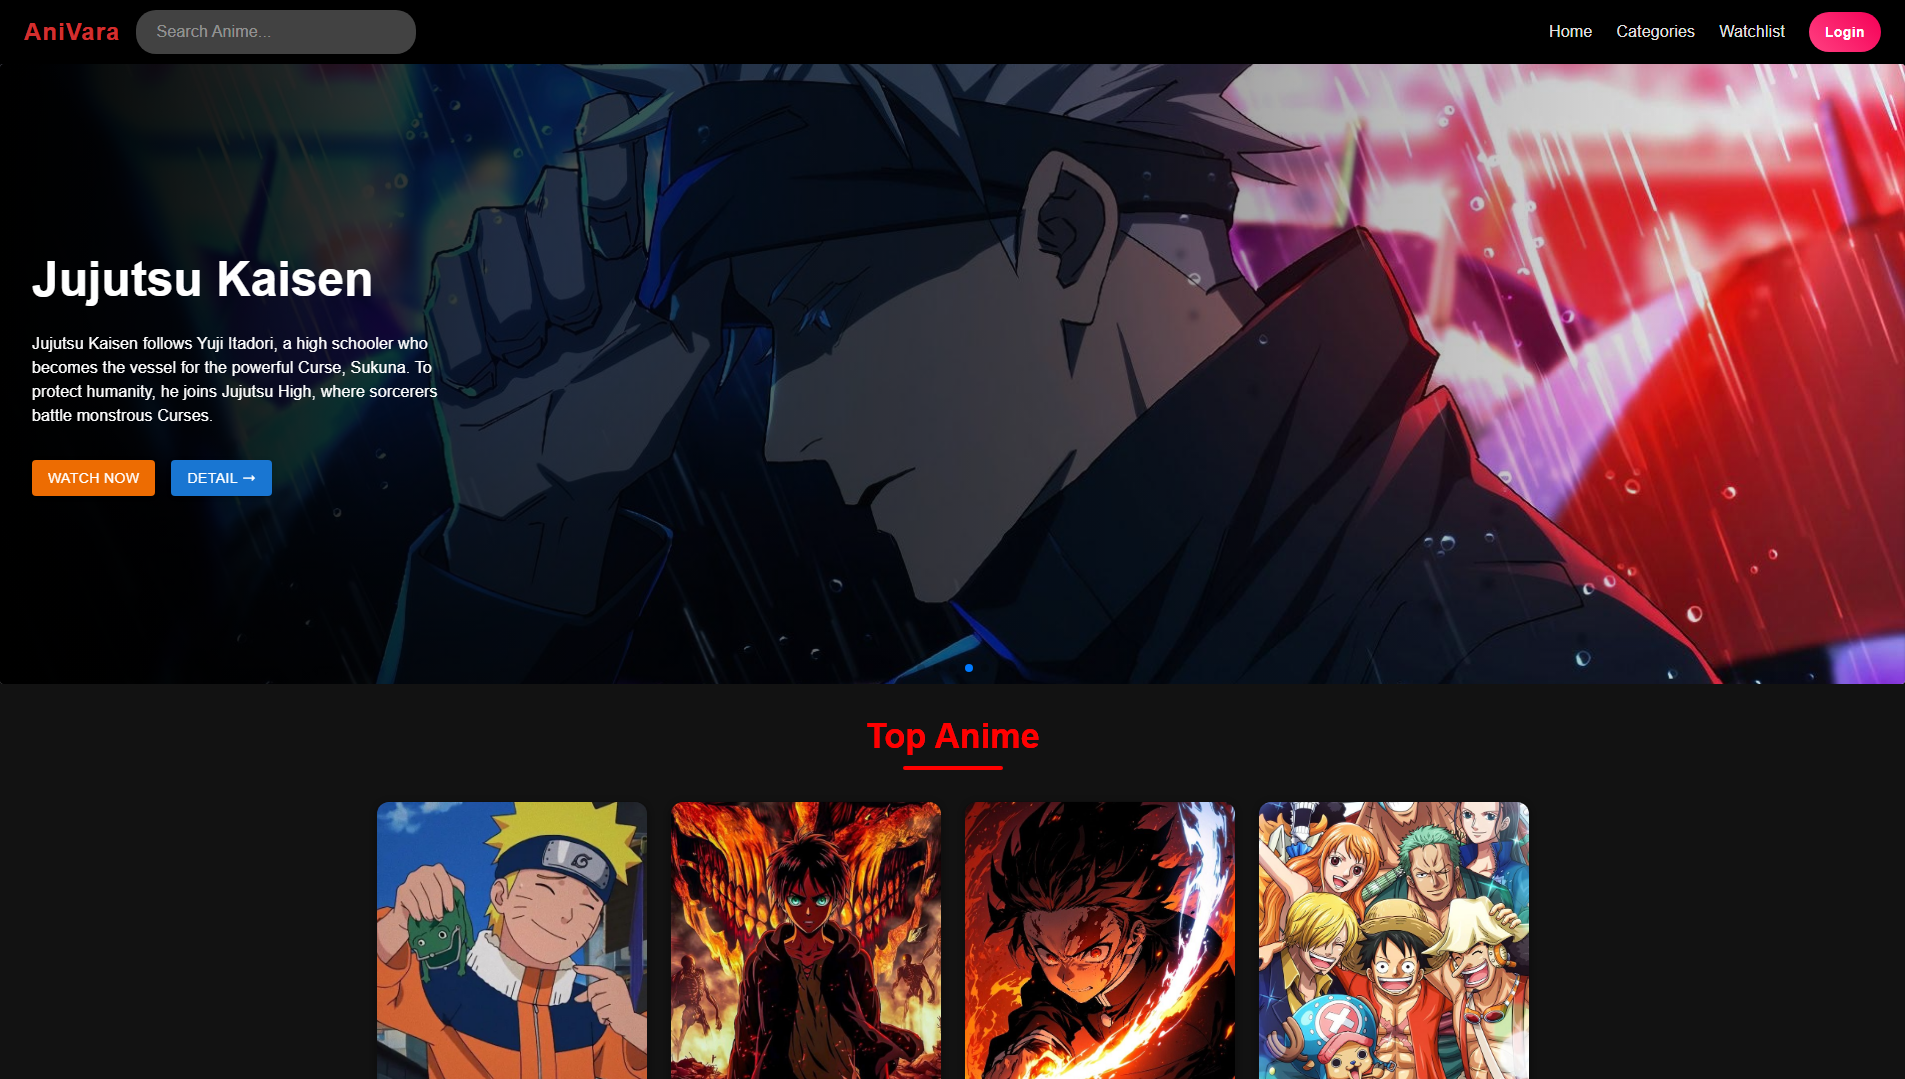 AniVara
Search Anime...
Home
Categories
Watchlist
Login
Jujutsu Kaisen
Jujutsu Kaisen follows Yuji Itadori, a high schooler who
becomes the vessel for the powerful Curse, Sukuna. To
protect humanity, he joins Jujutsu High, where sorcerers
battle monstrous Curses.
WATCH NOW
DETAIL →
Top Anime